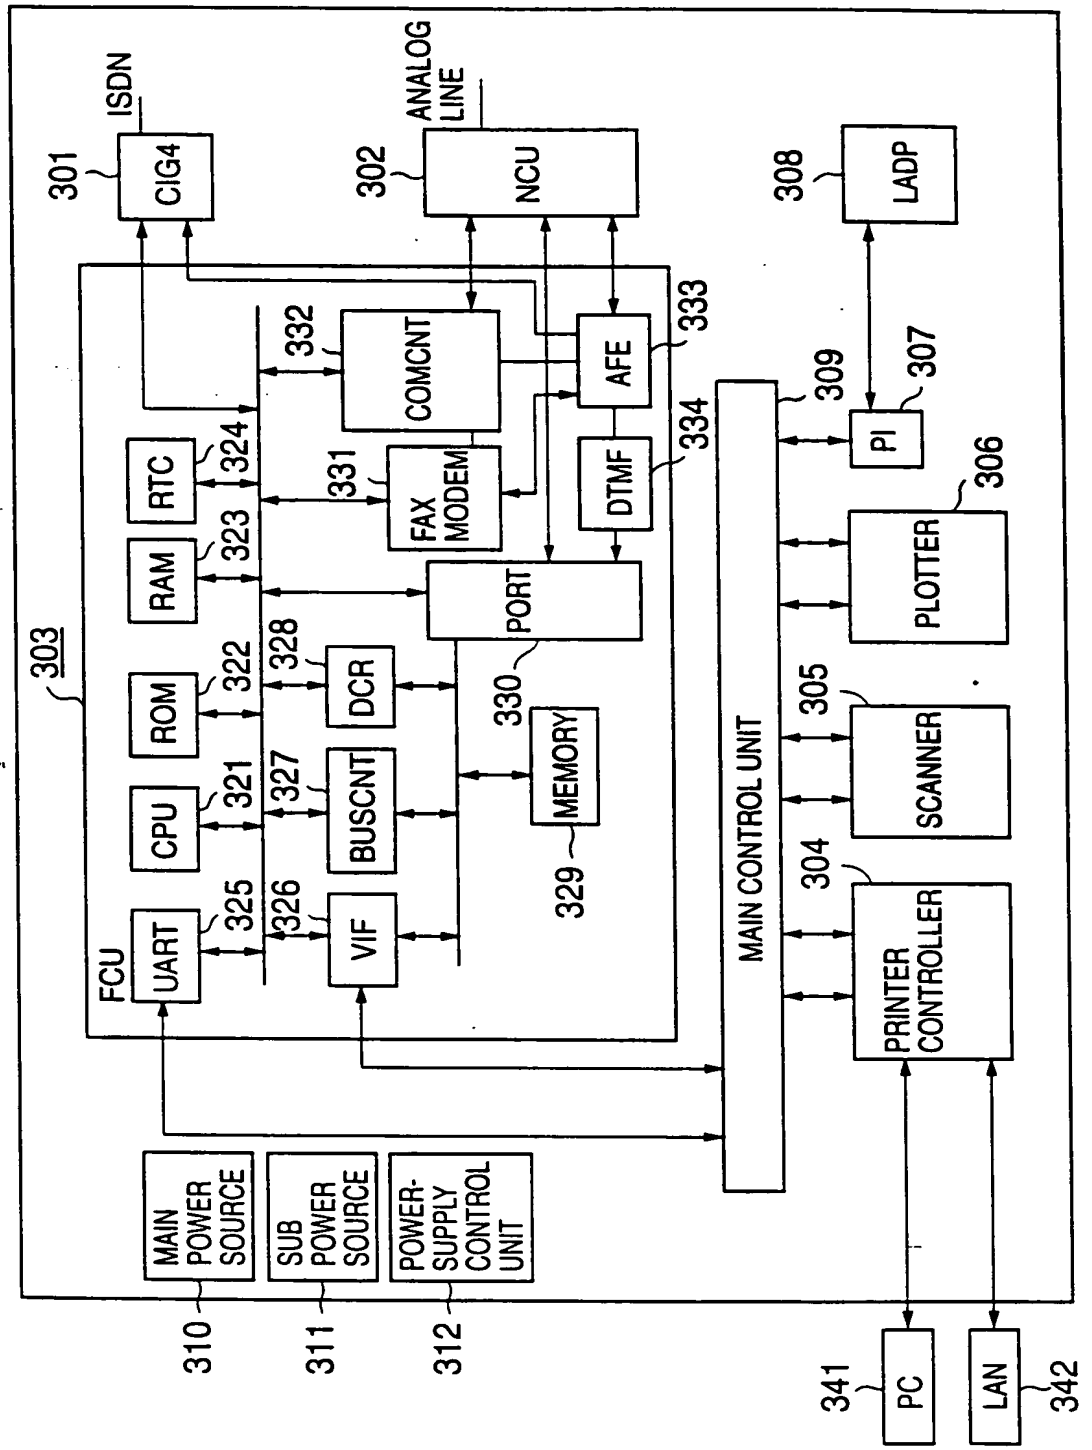 303
301
ISDN
CIG4
FCU
UART
325
CPU
321
ROM
322
RAM
323
RTC
324
326
VIF
327
BUSCNT
328
DCR
331
FAX
MODEM
332
COMCNT
302
ANALOG
LINE
NCU
329
MEMORY
330
PORT
DTMF
334
AFE
333
MAIN
POWER
SOURCE
310
SUB
POWER
SOURCE
311
POWER-
SUPPLY
CONTROL
UNIT
312
MAIN CONTROL UNIT
309
304
PRINTER
CONTROLLER
305
SCANNER
PLOTTER
306
PI
307
308
LADP
341
PC
LAN
342